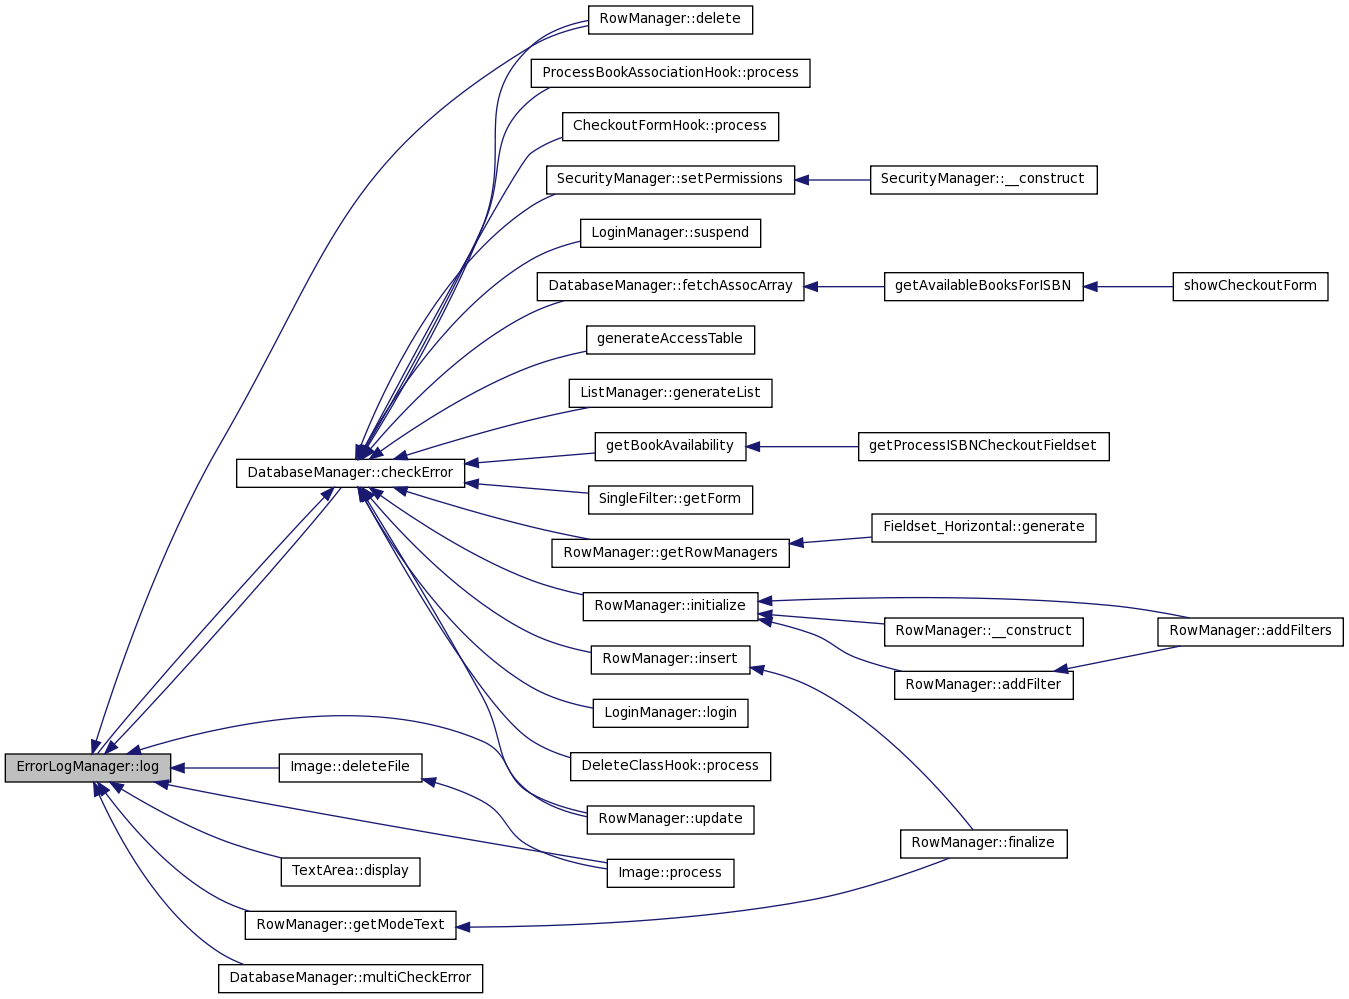 RowManager::delete
ProcessBookAssociationHook::process
CheckoutFormHook::process
SecurityManager::setPermissions
SecurityManager::__construct
LoginManager::suspend
DatabaseManager::fetchAssocArray
getAvailableBooksForISBN
showCheckoutForm
generateAccessTable
ListManager::generateList
getBookAvailability
getProcessISBNCheckoutFieldset
DatabaseManager::checkError
SingleFilter::getForm
Fieldset_Horizontal::generate
RowManager::getRowManagers
RowManager::initialize
RowManager::__construct
RowManager::addFilters
RowManager::insert
RowManager::addFilter
LoginManager::login
ErrorLogManager::log
Image::deleteFile
DeleteClassHook::process
RowManager::update
RowManager::finalize
TextArea::display
Image::process
RowManager::getModeText
DatabaseManager::multiCheckError